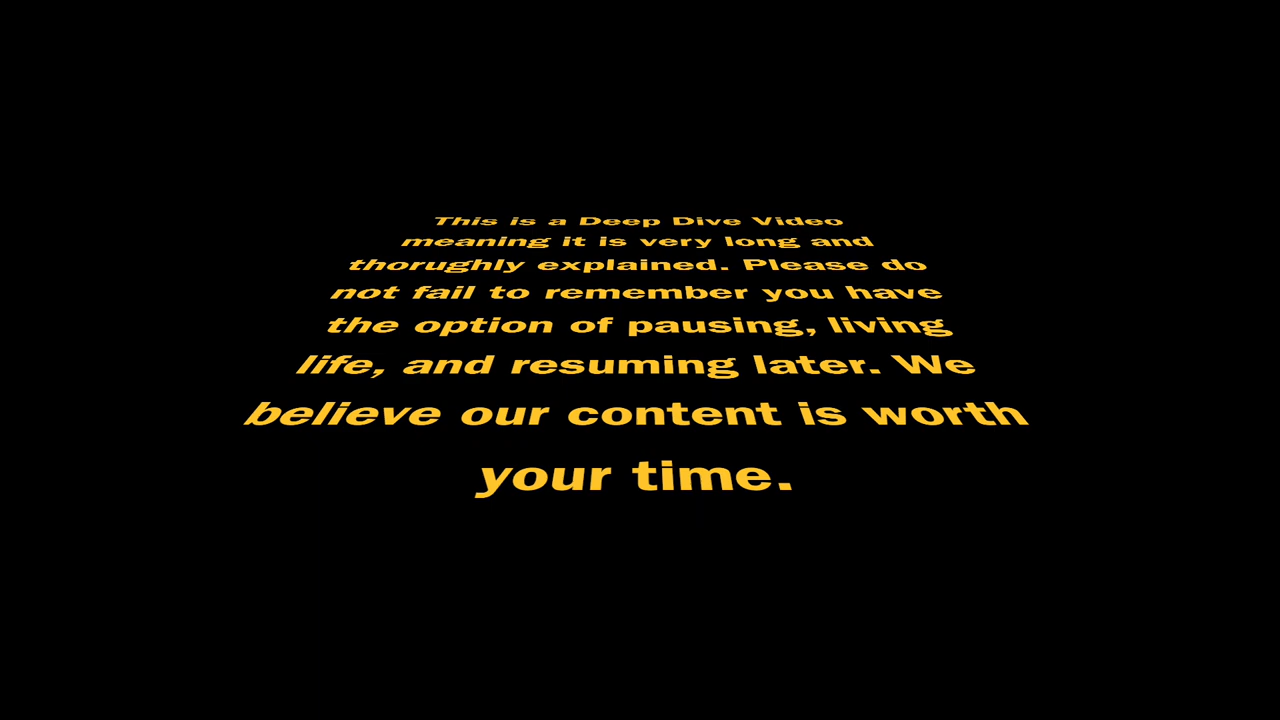 This is a Deep Dive Video
meaning it is very long and
thorughly explained. Please do
not fail to remember you have
the option of pausing, living
life, and resuming later. We
believe our content is worth
your time.